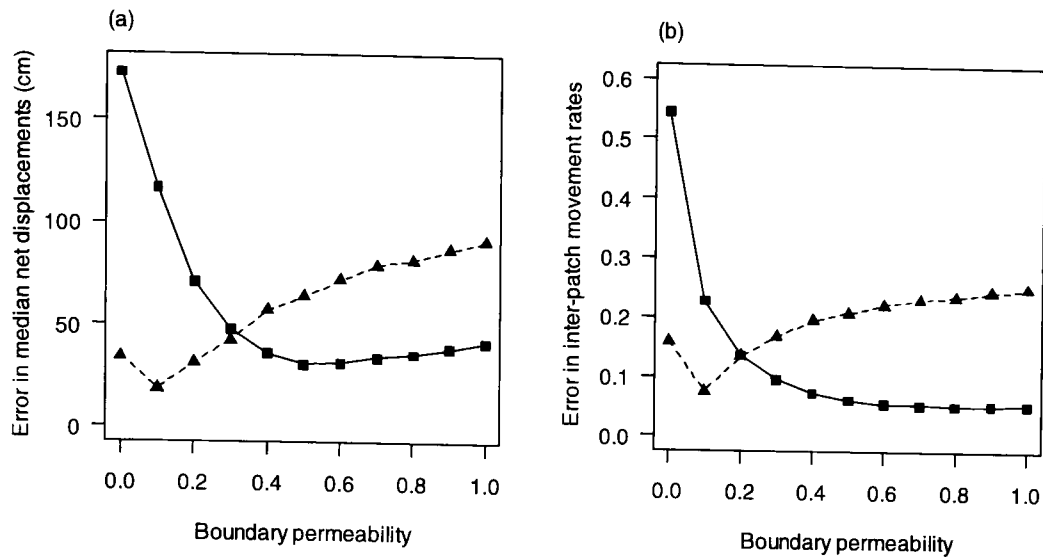 (a)
Error in median net displacements (cm)
150
100
50
0
0.0 0.2 0.4 0.6 0.8 1.0
Boundary permeability
(b)
Error in inter-patch movement rates
0.6
0.5
0.4
0.3
0.2
0.1
0.0
0.0 0.2 0.4 0.6 0.8 1.0
Boundary permeability